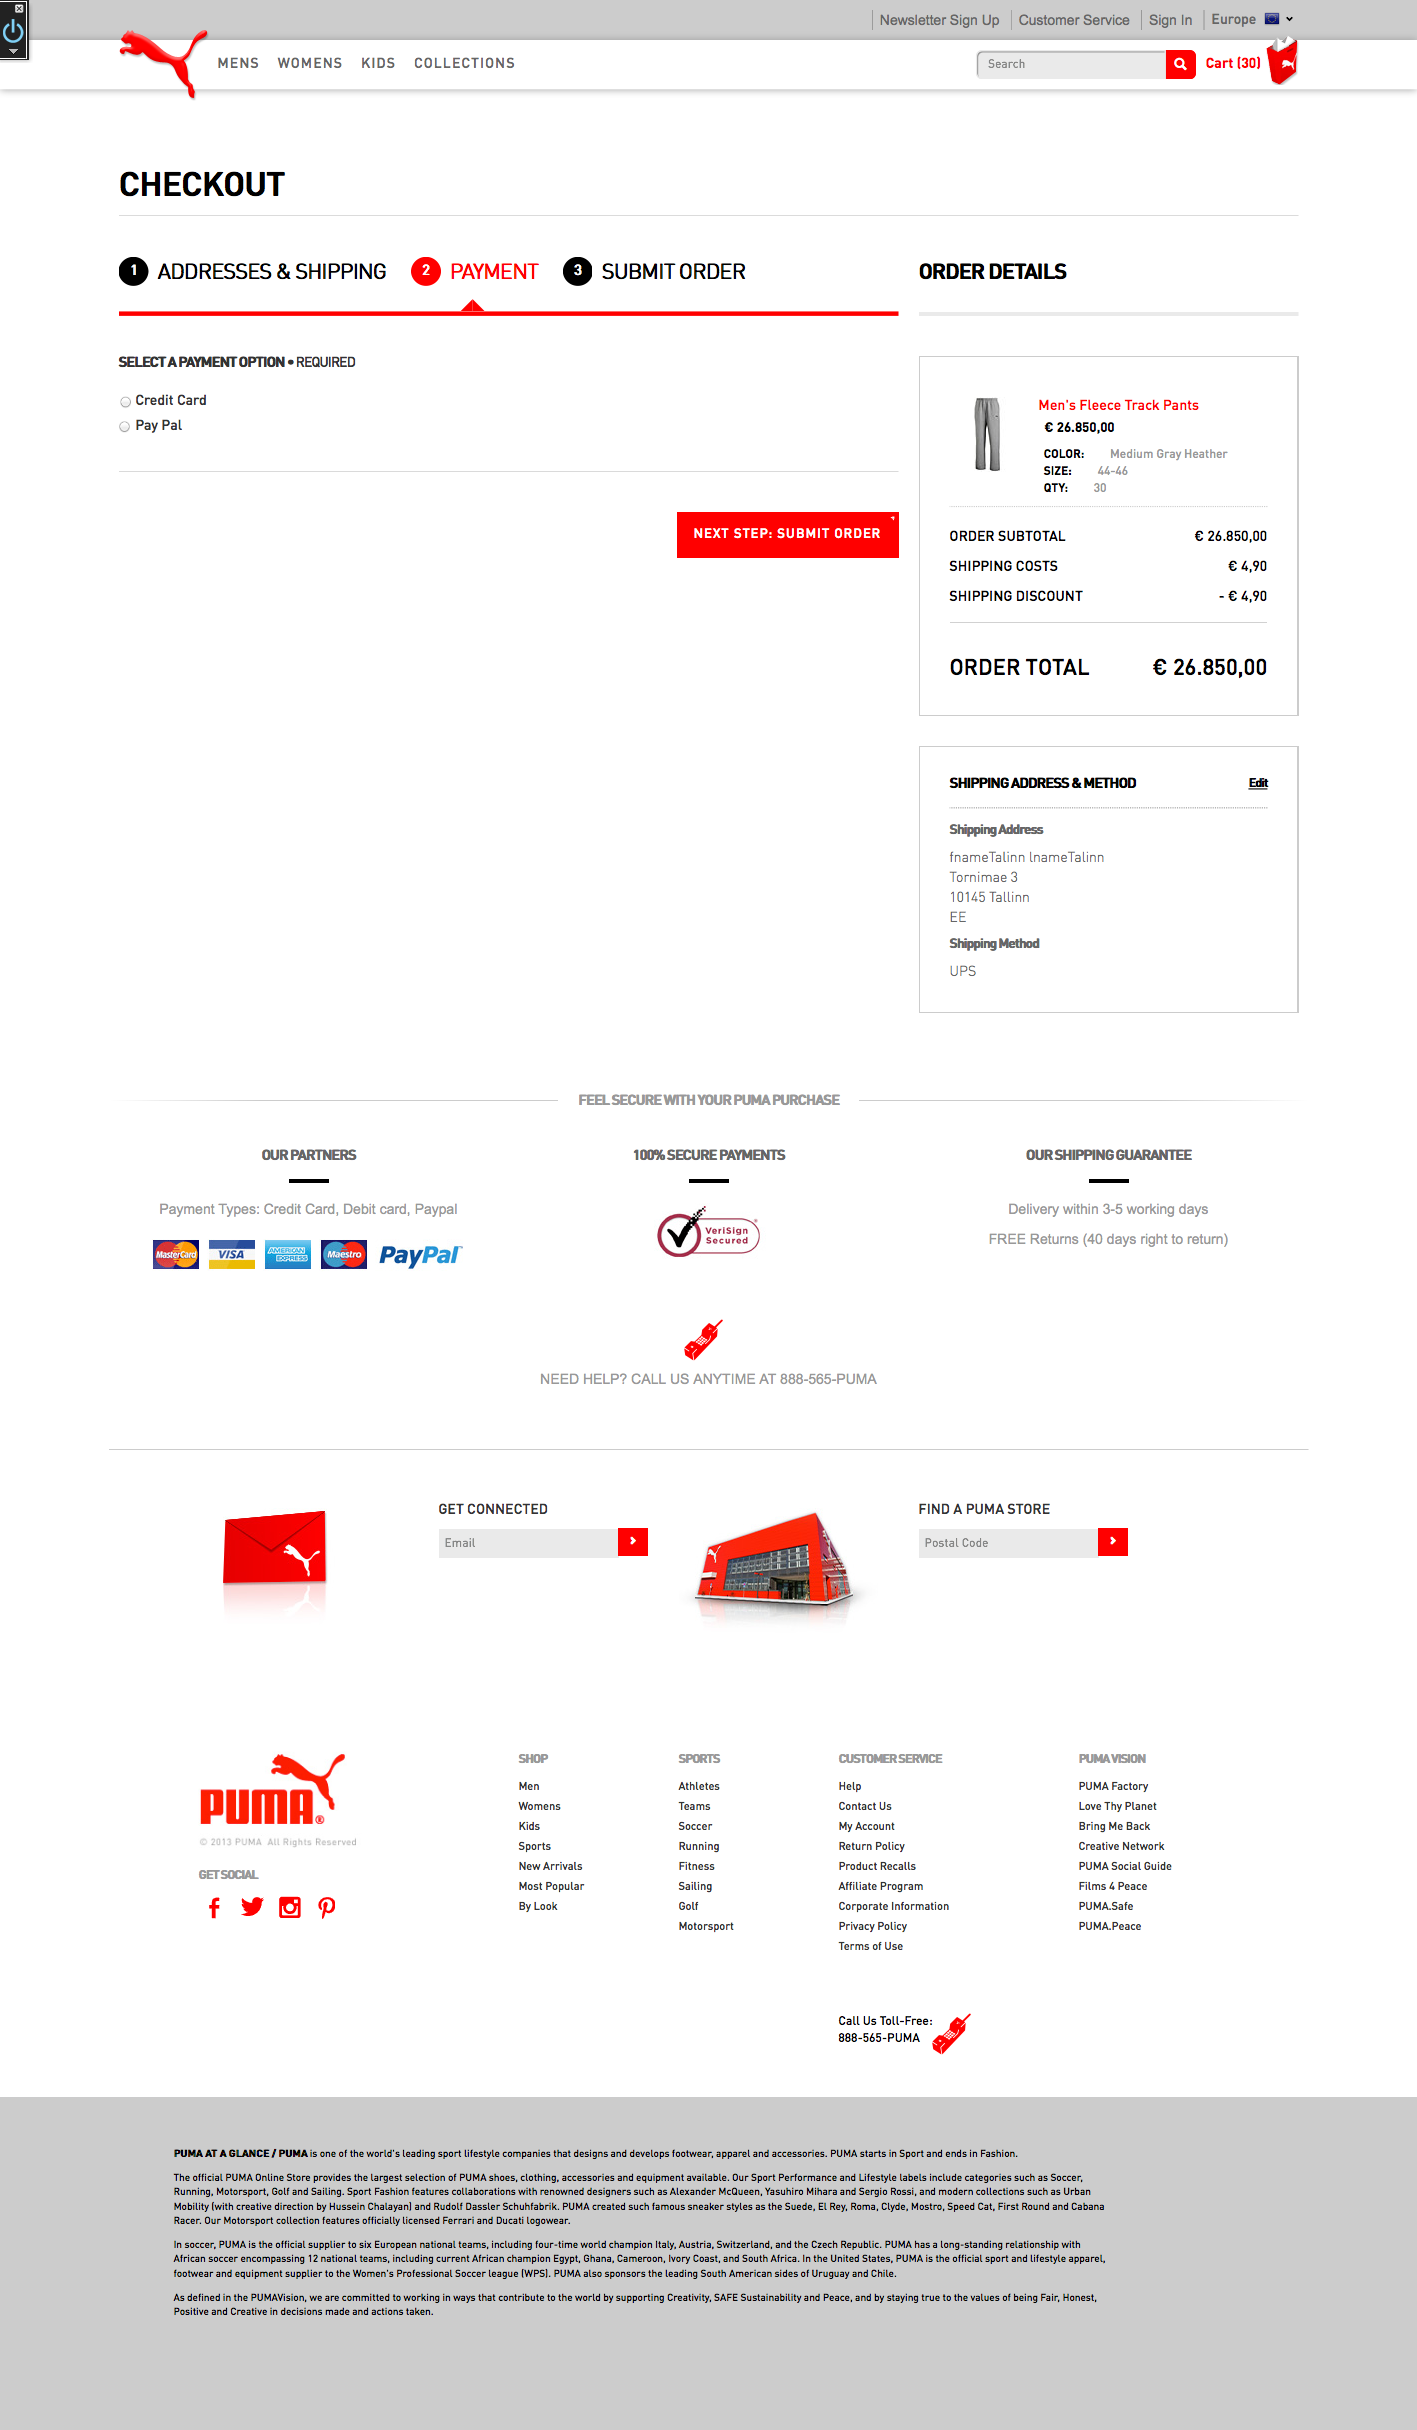 Newsletter Sign Up
Customer Service
Sign In
Europe
MENS
WOMENS
KIDS
COLLECTIONS
Search
Cart (30)
CHECKOUT
1 ADDRESSES & SHIPPING
2 PAYMENT
3 SUBMIT ORDER
ORDER DETAILS
SELECT A PAYMENT OPTION • REQUIRED
Credit Card
Pay Pal
NEXT STEP: SUBMIT ORDER
Men's Fleece Track Pants
€ 26.850,00
COLOR: Medium Gray Heather
SIZE: 44-46
QTY: 30
ORDER SUBTOTAL € 26.850,00
SHIPPING COSTS € 4,90
SHIPPING DISCOUNT - € 4,90
ORDER TOTAL € 26.850,00
SHIPPING ADDRESS & METHOD Edit
Shipping Address
fnameTalinn lnameTalinn
Tornimae 3
10145 Tallinn
EE
Shipping Method
UPS
FEEL SECURE WITH YOUR PUMA PURCHASE
OUR PARTNERS
Payment Types: Credit Card, Debit card, Paypal
MasterCard
VISA
AMERICAN EXPRESS
Maestro
PayPal
100% SECURE PAYMENTS
VeriSign
Secured
OUR SHIPPING GUARANTEE
Delivery within 3-5 working days
FREE Returns (40 days right to return)
NEED HELP? CALL US ANYTIME AT 888-565-PUMA
GET CONNECTED
Email
FIND A PUMA STORE
Postal Code
PUMA®
© 2013 PUMA All Rights Reserved
GET SOCIAL
SHOP
Men
Womens
Kids
Sports
New Arrivals
Most Popular
By Look
SPORTS
Athletes
Teams
Soccer
Running
Fitness
Sailing
Golf
Motorsport
CUSTOMER SERVICE
Help
Contact Us
My Account
Return Policy
Product Recalls
Affiliate Program
Corporate Information
Privacy Policy
Terms of Use
Call Us Toll-Free:
888-565-PUMA
PUMA VISION
PUMA Factory
Love Thy Planet
Bring Me Back
Creative Network
PUMA Social Guide
Films 4 Peace
PUMA.Safe
PUMA.Peace
PUMA AT A GLANCE / PUMA is one of the world's leading sport lifestyle companies that designs and develops footwear, apparel and accessories. PUMA starts in Sport and ends in Fashion.
The official PUMA Online Store provides the largest selection of PUMA shoes, clothing, accessories and equipment available. Our Sport Performance and Lifestyle labels include categories such as Soccer,
Running, Motorsport, Golf and Sailing. Sport Fashion features collaborations with renowned designers such as Alexander McQueen, Yasuhiro Mihara and Sergio Rossi, and modern collections such as Urban
Mobility (with creative direction by Hussein Chalayan) and Rudolf Dassler Schuhfabrik. PUMA created such famous sneaker styles as the Suede, El Rey, Roma, Clyde, Mostro, Speed Cat, First Round and Cabana
Racer. Our Motorsport collection features officially licensed Ferrari and Ducati logowear.
In soccer, PUMA is the official supplier to six European national teams, including four-time world champion Italy, Austria, Switzerland, and the Czech Republic. PUMA has a long-standing relationship with
African soccer encompassing 12 national teams, including current African champion Egypt, Ghana, Cameroon, Ivory Coast, and South Africa. In the United States, PUMA is the official sport and lifestyle apparel,
footwear and equipment supplier to the Women's Professional Soccer league (WPS). PUMA also sponsors the leading South American sides of Uruguay and Chile.
As defined in the PUMAVision, we are committed to working in ways that contribute to the world by supporting Creativity, SAFE Sustainability and Peace, and by staying true to the values of being Fair, Honest,
Positive and Creative in decisions made and actions taken.